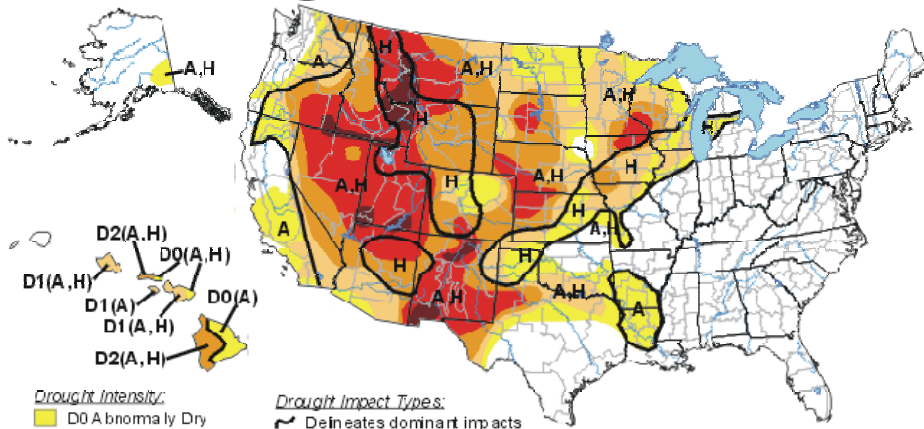 H
A
A,H
A,H
A,H
H
H
A,H
A,H
H
H
A
H
A,H
D2(A,H)
D0(A,H)
H
H
D1(A,H)
D0(A)
A,H
A,H
A
D1(A)
D1(A,H)
D2(A,H)
Drought Intensity:
D0 Abnormally Dry
Drought Impact Types:
Delineates dominant impacts